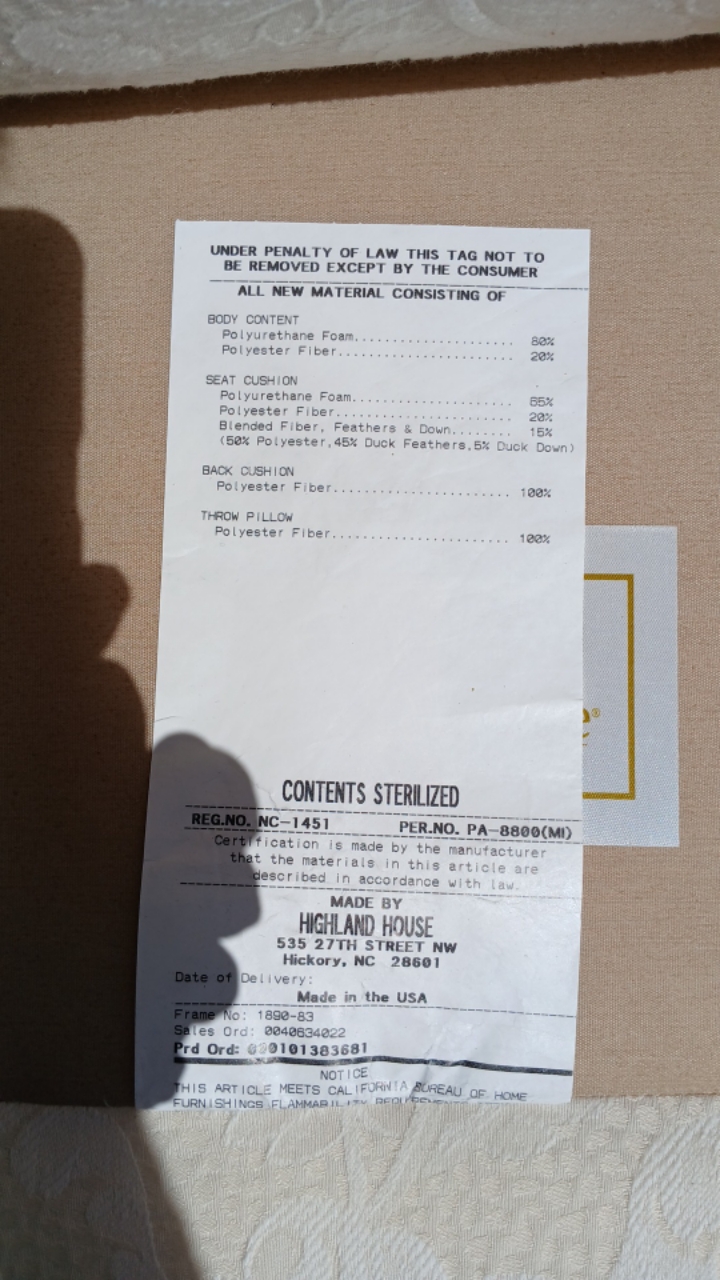 UNDER PENALTY OF LAW THIS TAG NOT TO
BE REMOVED EXCEPT BY THE CONSUMER
ALL NEW MATERIAL CONSISTING OF
BODY CONTENT
Polyurethane Foam..................... 80%
Polyester Fiber....................... 20%
SEAT CUSHION
Polyurethane Foam..................... 65%
Polyester Fiber....................... 20%
Blended Fiber, Feathers & Down........ 15%
(50% Polyester,45% Duck Feathers,5% Duck Down)
BACK CUSHION
Polyester Fiber....................... 100%
THROW PILLOW
Polyester Fiber....................... 100%
CONTENTS STERILIZED
REG.NO. NC-1451 PER.NO. PA-8800(MI)
Certification is made by the manufacturer
that the materials in this article are
described in accordance with law.
MADE BY
HIGHLAND HOUSE
535 27TH STREET NW
Hickory, NC 28601
Date of Delivery:
Made in the USA
Frame No: 1890-83
Sales Ord: 0040634022
Prd Ord:
NOTICE
THIS ARTICLE MEETS CALIFORNIA BUREAU OF HOME
FURNISHINGS FLAMMABILITY